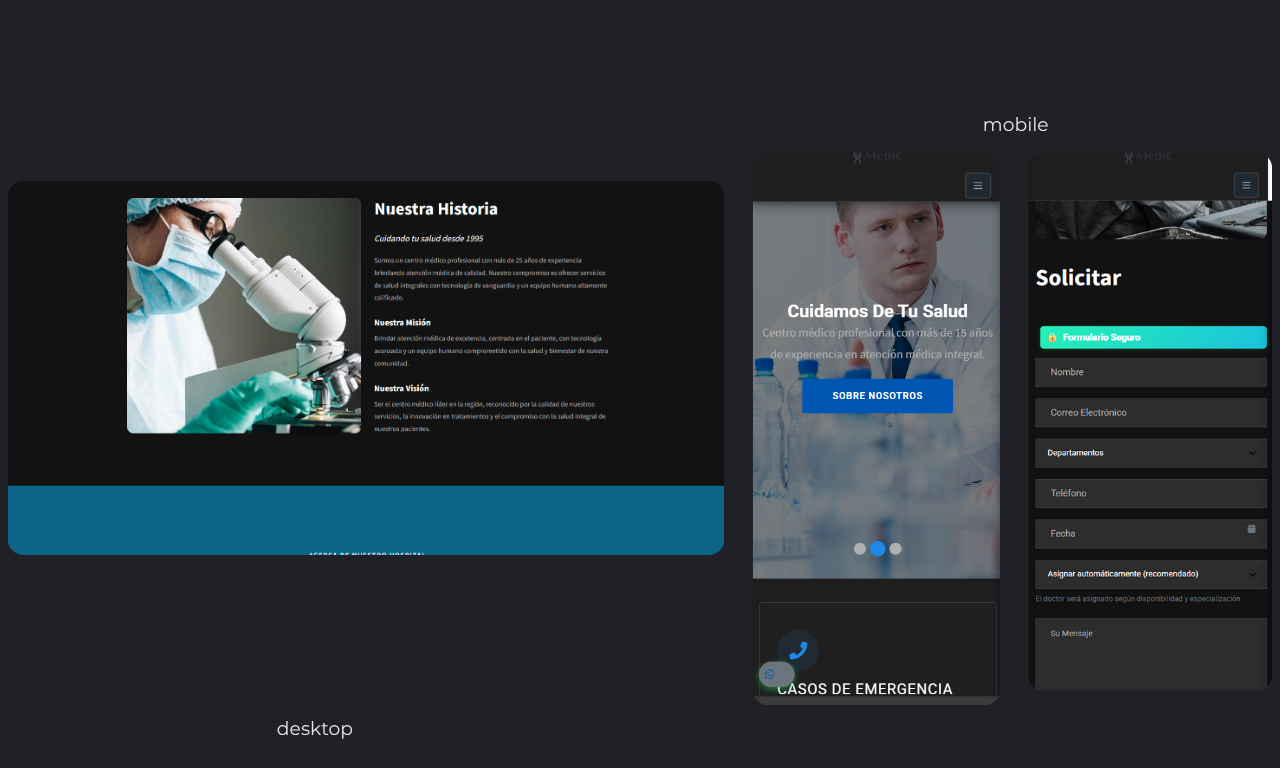 mobile
Nuestra Historia
Cuidando tu salud desde 1995
Somos un centro médico profesional con más de 25 años de experiencia
brindando atención médica de calidad. Nuestro compromiso es ofrecer servicios
de salud integrales con tecnología de vanguardia y un equipo humano altamente
calificado.
Nuestra Misión
Brindar atención médica de excelencia, centrada en el paciente, con tecnología
avanzada y un equipo humano comprometido con la salud y bienestar de nuestra
comunidad.
Nuestra Visión
Ser el centro médico líder en la región, reconocido por la calidad de nuestros
servicios, la innovación en tratamientos y el compromiso con la salud integral de
nuestros pacientes.
ACERCA DE NUESTRO HOSPITAL
desktop
Medic
Cuidamos De Tu Salud
Centro médico profesional con más de 15 años
de experiencia en atención médica integral.
SOBRE NOSOTROS
CASOS DE EMERGENCIA
Medic
Solicitar
Formulario Seguro
Nombre
Correo Electrónico
Departamentos
Teléfono
Fecha
Asignar automáticamente (recomendado)
El doctor será asignado según disponibilidad y especialización
Su Mensaje